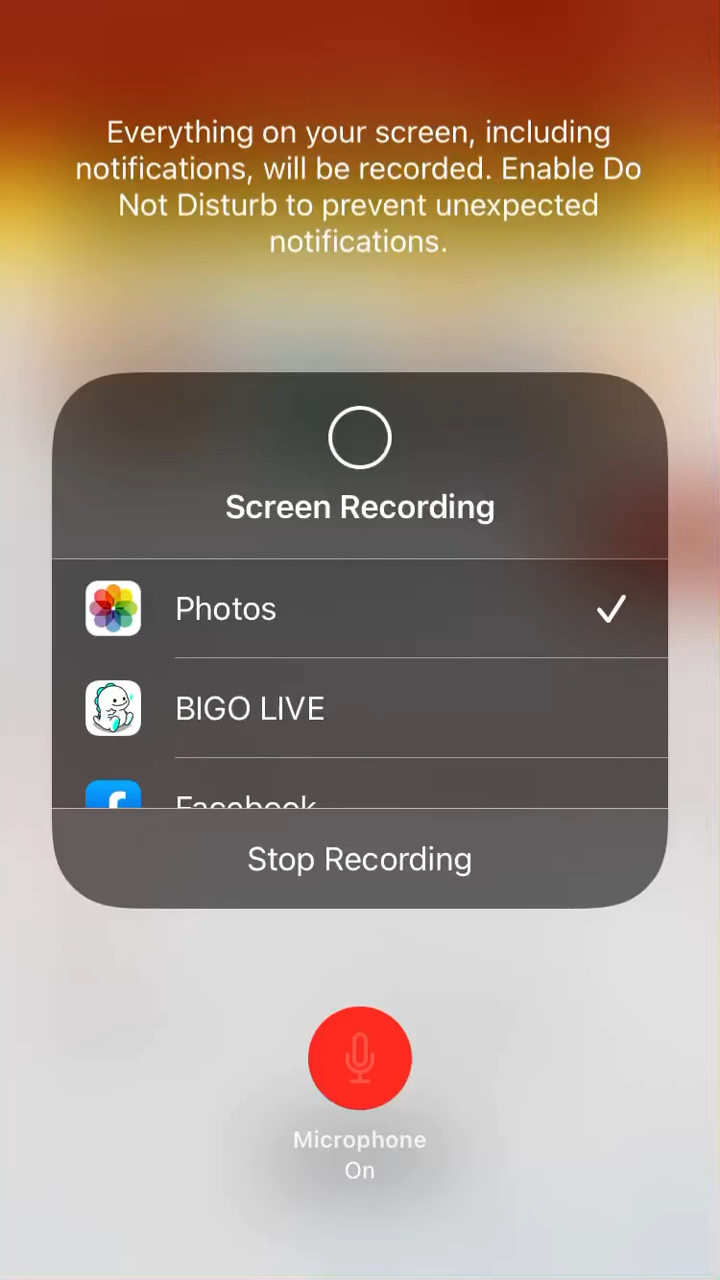 Everything on your screen, including
notifications, will be recorded. Enable Do
Not Disturb to prevent unexpected
notifications.
Screen Recording
Photos
BIGO LIVE
Facebook
Stop Recording
Microphone
On